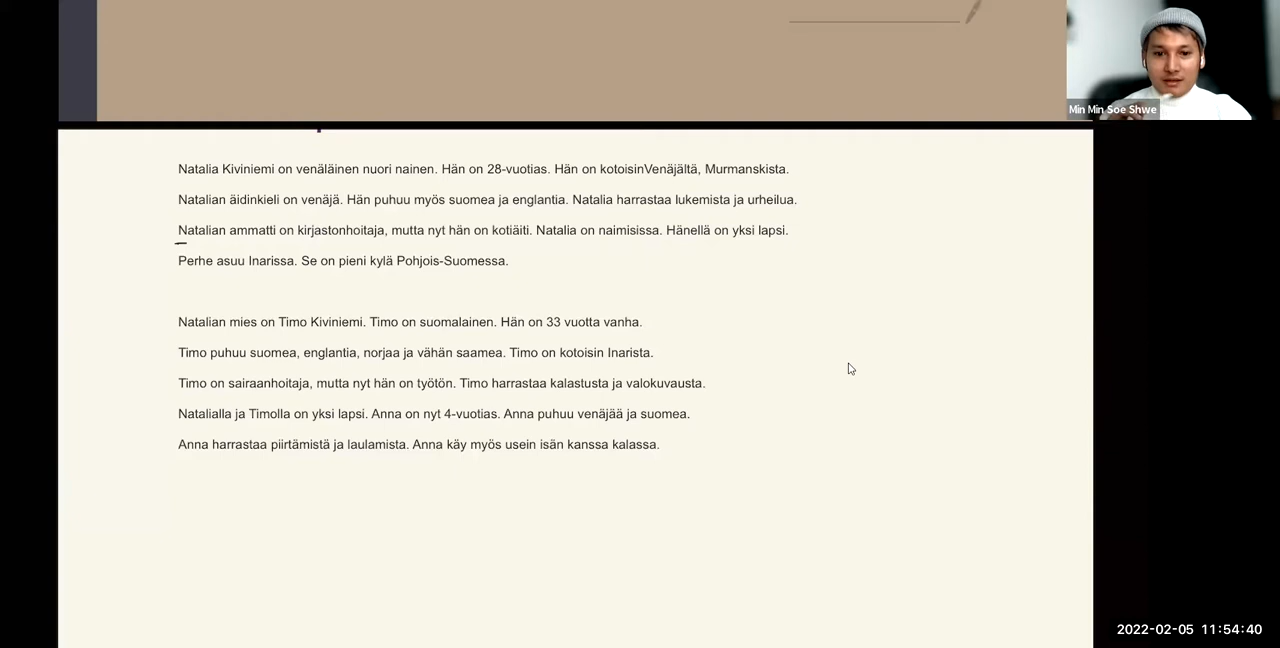 Min Min Soe Shwe
Natalia Kiviniemi on venäläinen nuori nainen. Hän on 28-vuotias. Hän on kotoisinVenäjältä, Murmanskista.
Natalian äidinkieli on venäjä. Hän puhuu myös suomea ja englantia. Natalia harrastaa lukemista ja urheilua.
Natalian ammatti on kirjastonhoitaja, mutta nyt hän on kotiäiti. Natalia on naimisissa. Hänellä on yksi lapsi.
Perhe asuu Inarissa. Se on pieni kylä Pohjois-Suomessa.
Natalian mies on Timo Kiviniemi. Timo on suomalainen. Hän on 33 vuotta vanha.
Timo puhuu suomea, englantia, norjaa ja vähän saamea. Timo on kotoisin Inarista.
Timo on sairaanhoitaja, mutta nyt hän on työtön. Timo harrastaa kalastusta ja valokuvausta.
Natalialla ja Timolla on yksi lapsi. Anna on nyt 4-vuotias. Anna puhuu venäjää ja suomea.
Anna harrastaa piirtämistä ja laulamista. Anna käy myös usein isän kanssa kalassa.
2022-02-05 11:54:40